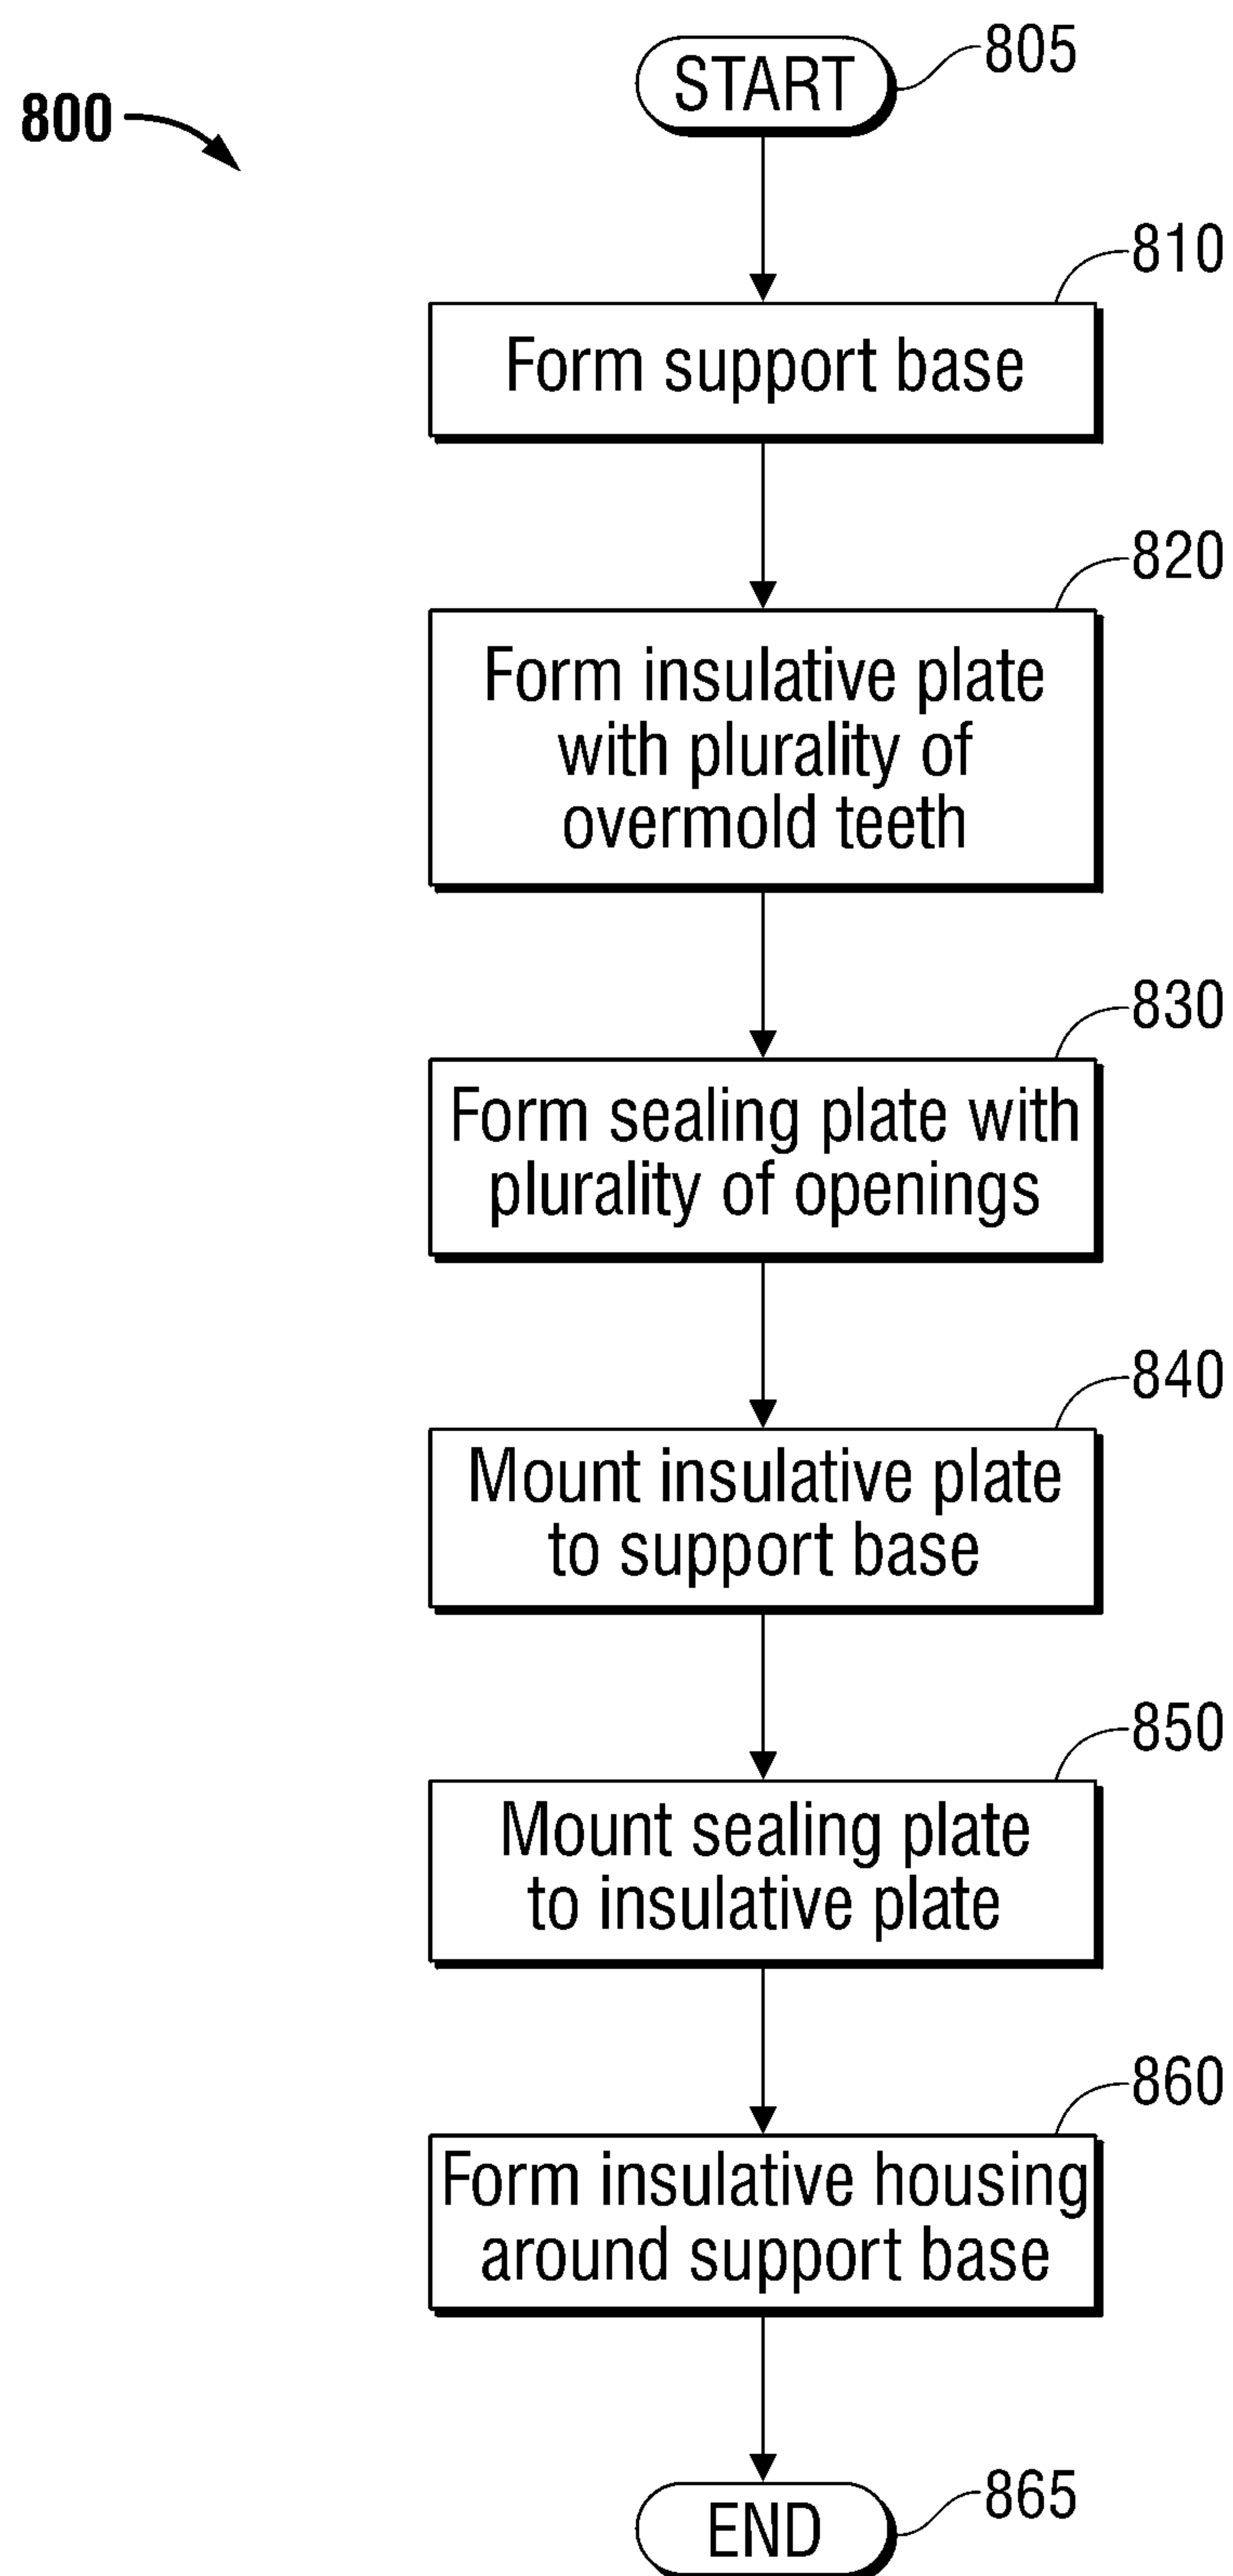 800
START
805
810
Form support base
820
Form insulative plate
with plurality of
overmold teeth
830
Form sealing plate with
plurality of openings
840
Mount insulative plate
to support base
850
Mount sealing plate
to insulative plate
860
Form insulative housing
around support base
END
865